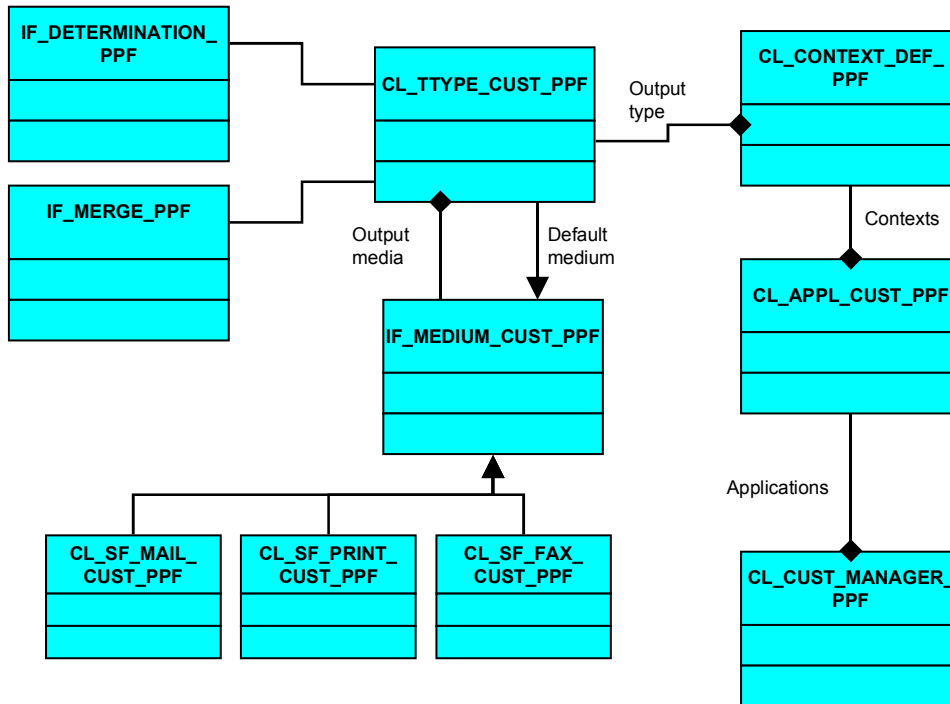 IF_DETERMINATION_
PPF
CL_TTYPE_CUST_PPF
CL_CONTEXT_DEF_
PPF
Output
type
IF_MERGE_PPF
Output
media
Default
medium
Contexts
CL_APPL_CUST_PPF
IF_MEDIUM_CUST_PPF
Applications
CL_SF_MAIL_
CUST_PPF
CL_SF_PRINT_
CUST_PPF
CL_SF_FAX_
CUST_PPF
CL_CUST_MANAGER_
PPF